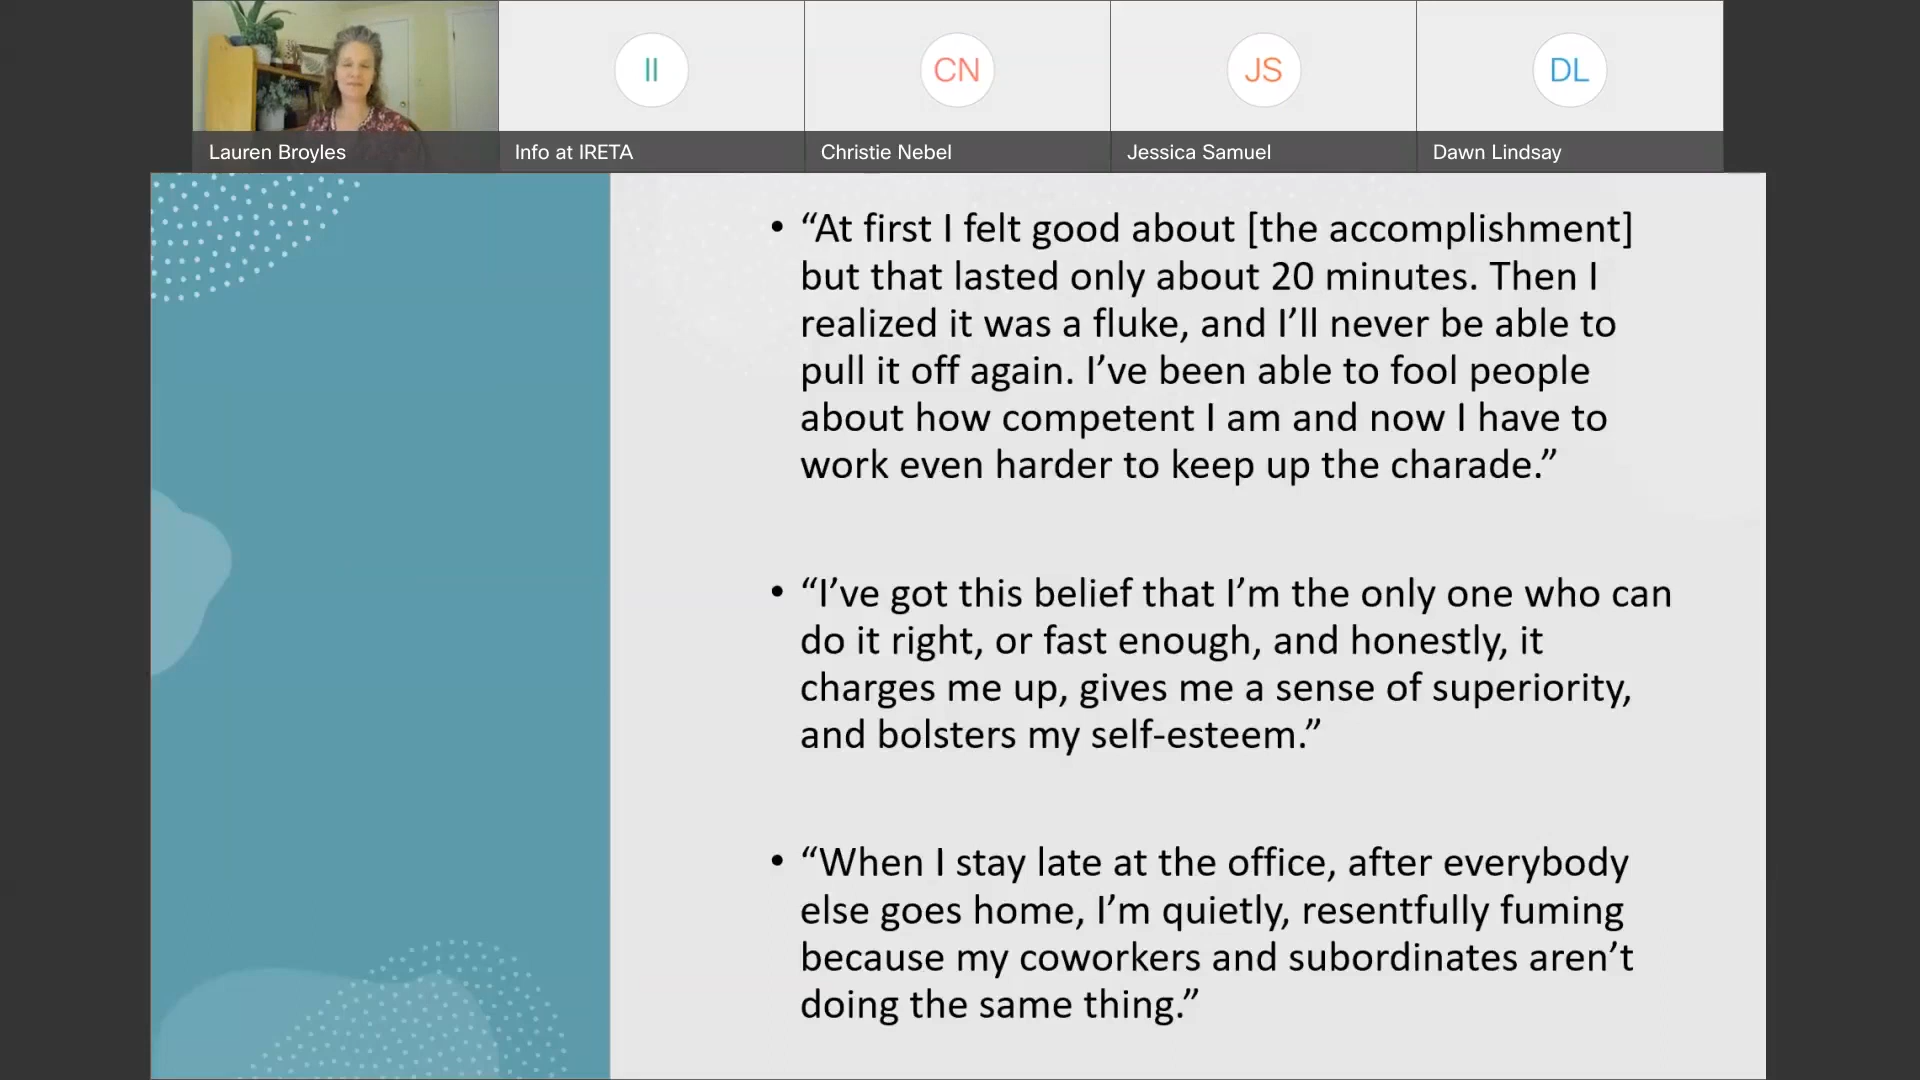 II
CN
JS
DL
Lauren Broyles
Info at IRETA
Christie Nebel
Jessica Samuel
Dawn Lindsay
• “At first I felt good about [the accomplishment]
but that lasted only about 20 minutes. Then I
realized it was a fluke, and I’ll never be able to
pull it off again. I’ve been able to fool people
about how competent I am and now I have to
work even harder to keep up the charade.”
• “I’ve got this belief that I’m the only one who can
do it right, or fast enough, and honestly, it
charges me up, gives me a sense of superiority,
and bolsters my self-esteem.”
• “When I stay late at the office, after everybody
else goes home, I’m quietly, resentfully fuming
because my coworkers and subordinates aren’t
doing the same thing.”